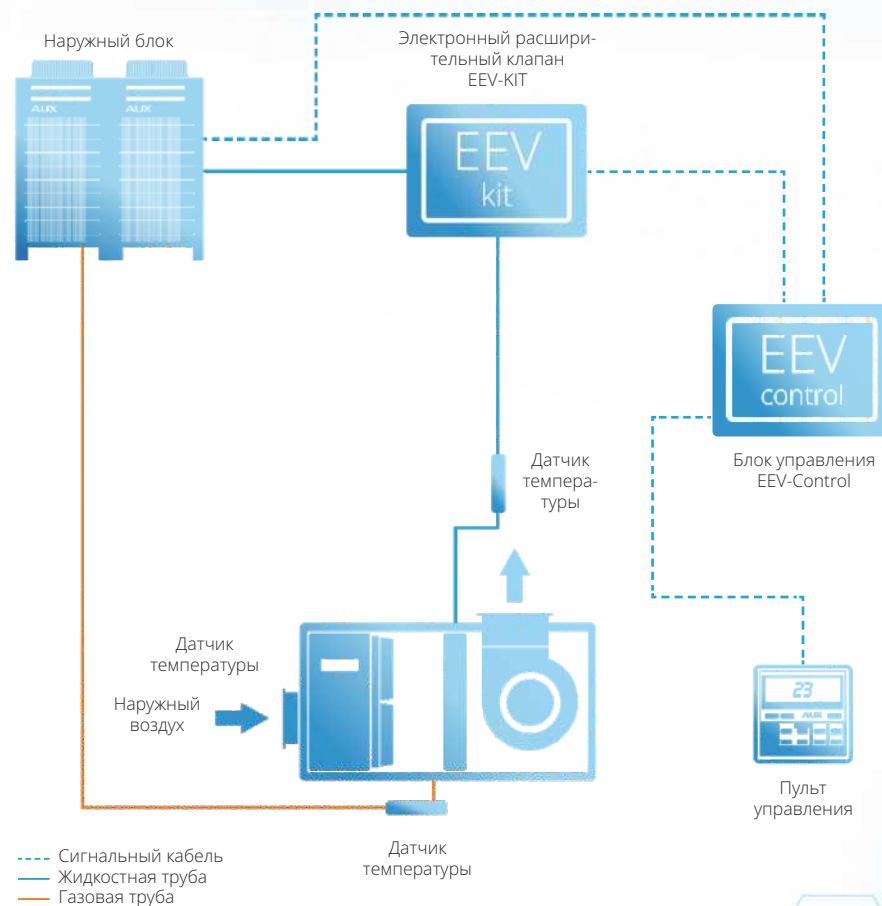 Наружный блок
Электронный расшири-
тельный клапан
EEV-KIT
AUX
AUX
EEV
kit
EEV
control
Блок управления
EEV-Control
Датчик
темпера-
туры
Датчик
температуры
Наружный
воздух
23
AUX
Пульт
управления
Датчик
температуры
Сигнальный кабель
Жидкостная труба
Газовая труба